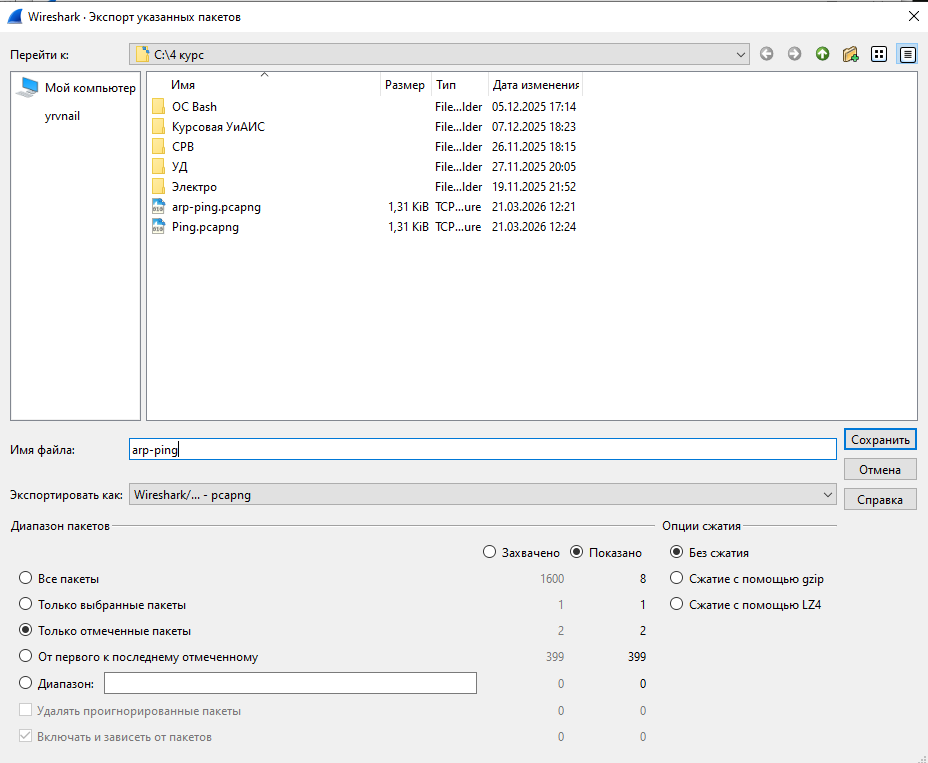 Wireshark · Экспорт указанных пакетов
Перейти к:
C:\4 курс
Мой компьютер
yrvnail
Имя Размер Тип Дата изменения
ОС Bash File...lder 05.12.2025 17:14
Курсовая УиАИС File...lder 07.12.2025 18:23
СРВ File...lder 26.11.2025 18:15
УД File...lder 27.11.2025 20:05
Электро File...lder 19.11.2025 21:52
arp-ping.pcapng 1,31 KiB TCP...ure 21.03.2026 12:21
Ping.pcapng 1,31 KiB TCP...ure 21.03.2026 12:24
Имя файла: arp-ping Сохранить
Отмена
Экспортировать как: Wireshark/... - pcapng Справка
Диапазон пакетов Опции сжатия
Захвачено Показано Без сжатия
Все пакеты 1600 8 Сжатие с помощью gzip
Только выбранные пакеты 1 1 Сжатие с помощью LZ4
Только отмеченные пакеты 2 2
От первого к последнему отмеченному 399 399
Диапазон: 0 0
Удалять проигнорированные пакеты 0 0
Включать и зависеть от пакетов 0 0